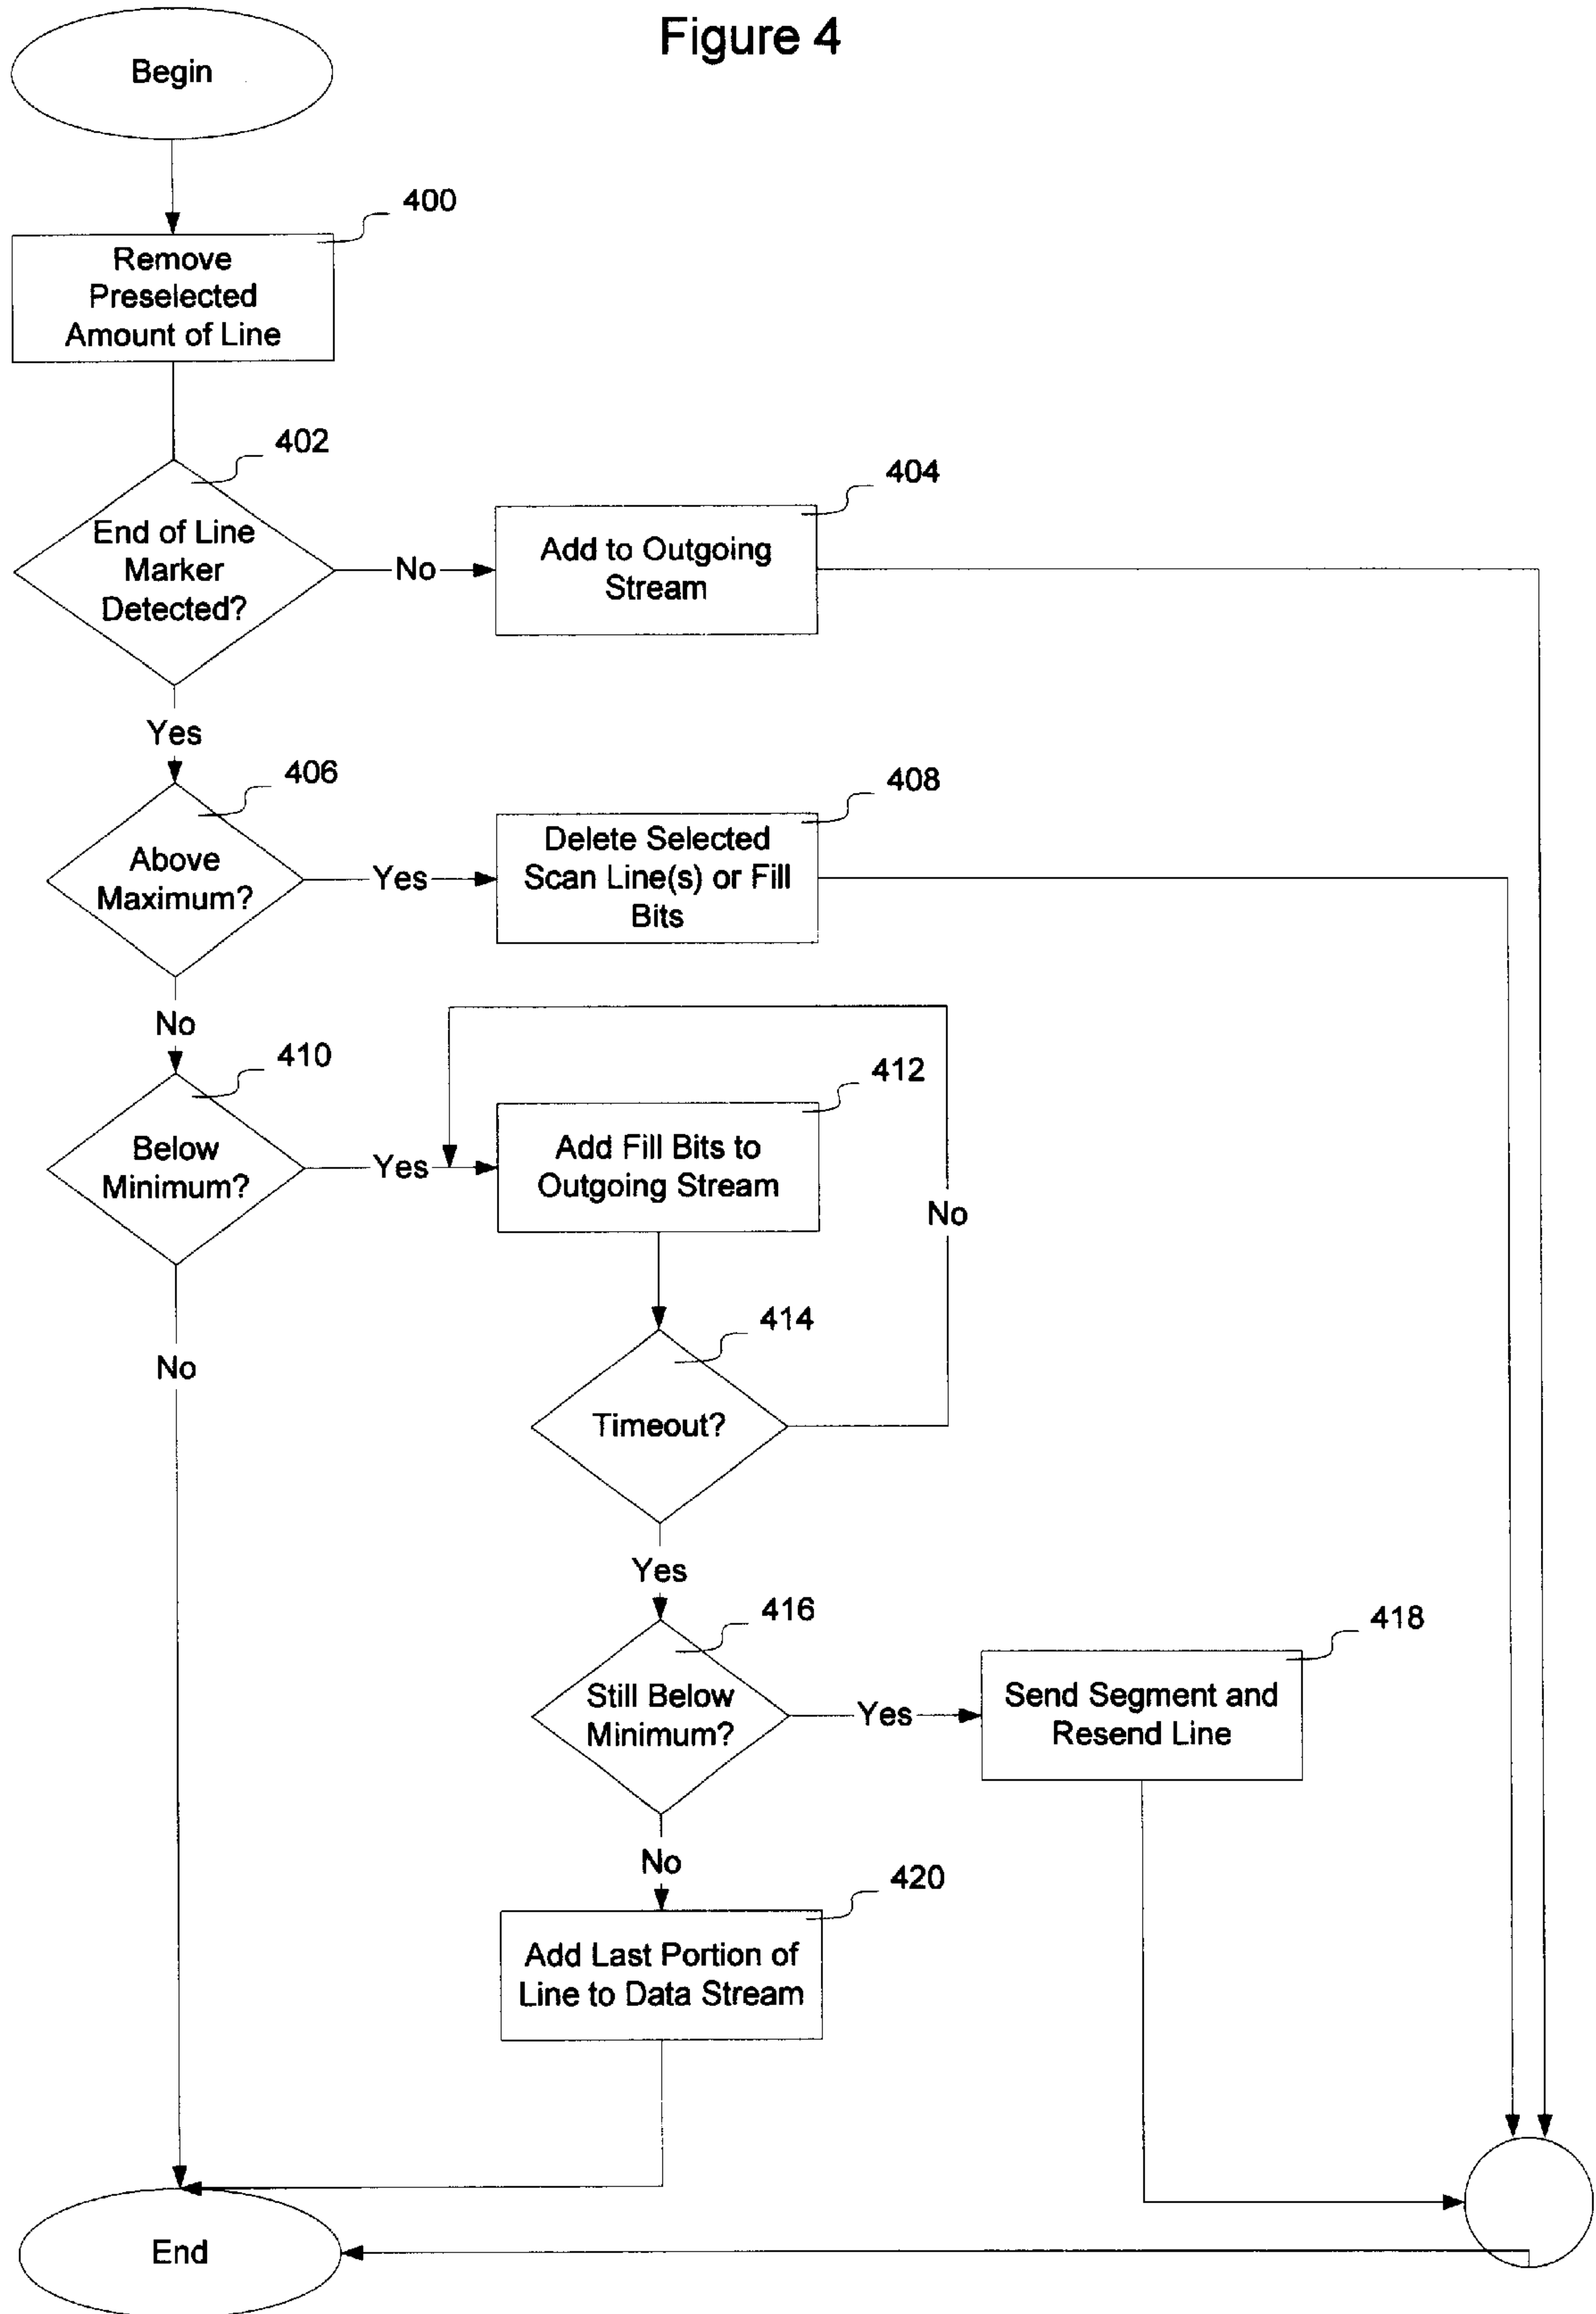 Figure 4
Begin
400
Remove
Preselected
Amount of Line
402
End of Line
Marker
Detected?
No
404
Add to Outgoing
Stream
Yes
406
Above
Maximum?
Yes
408
Delete Selected
Scan Line(s) or Fill
Bits
No
410
Below
Minimum?
Yes
412
Add Fill Bits to
Outgoing Stream
No
414
Timeout?
No
Yes
416
Still Below
Minimum?
Yes
418
Send Segment and
Resend Line
No
420
Add Last Portion of
Line to Data Stream
End